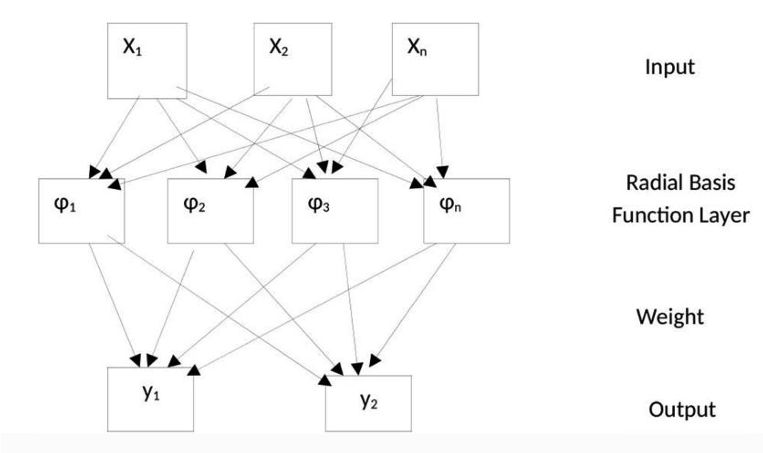 X₁ X₂ Xₙ Input
φ₁ φ₂ φ₃ φₙ Radial Basis
Function Layer
Weight
y₁ y₂ Output